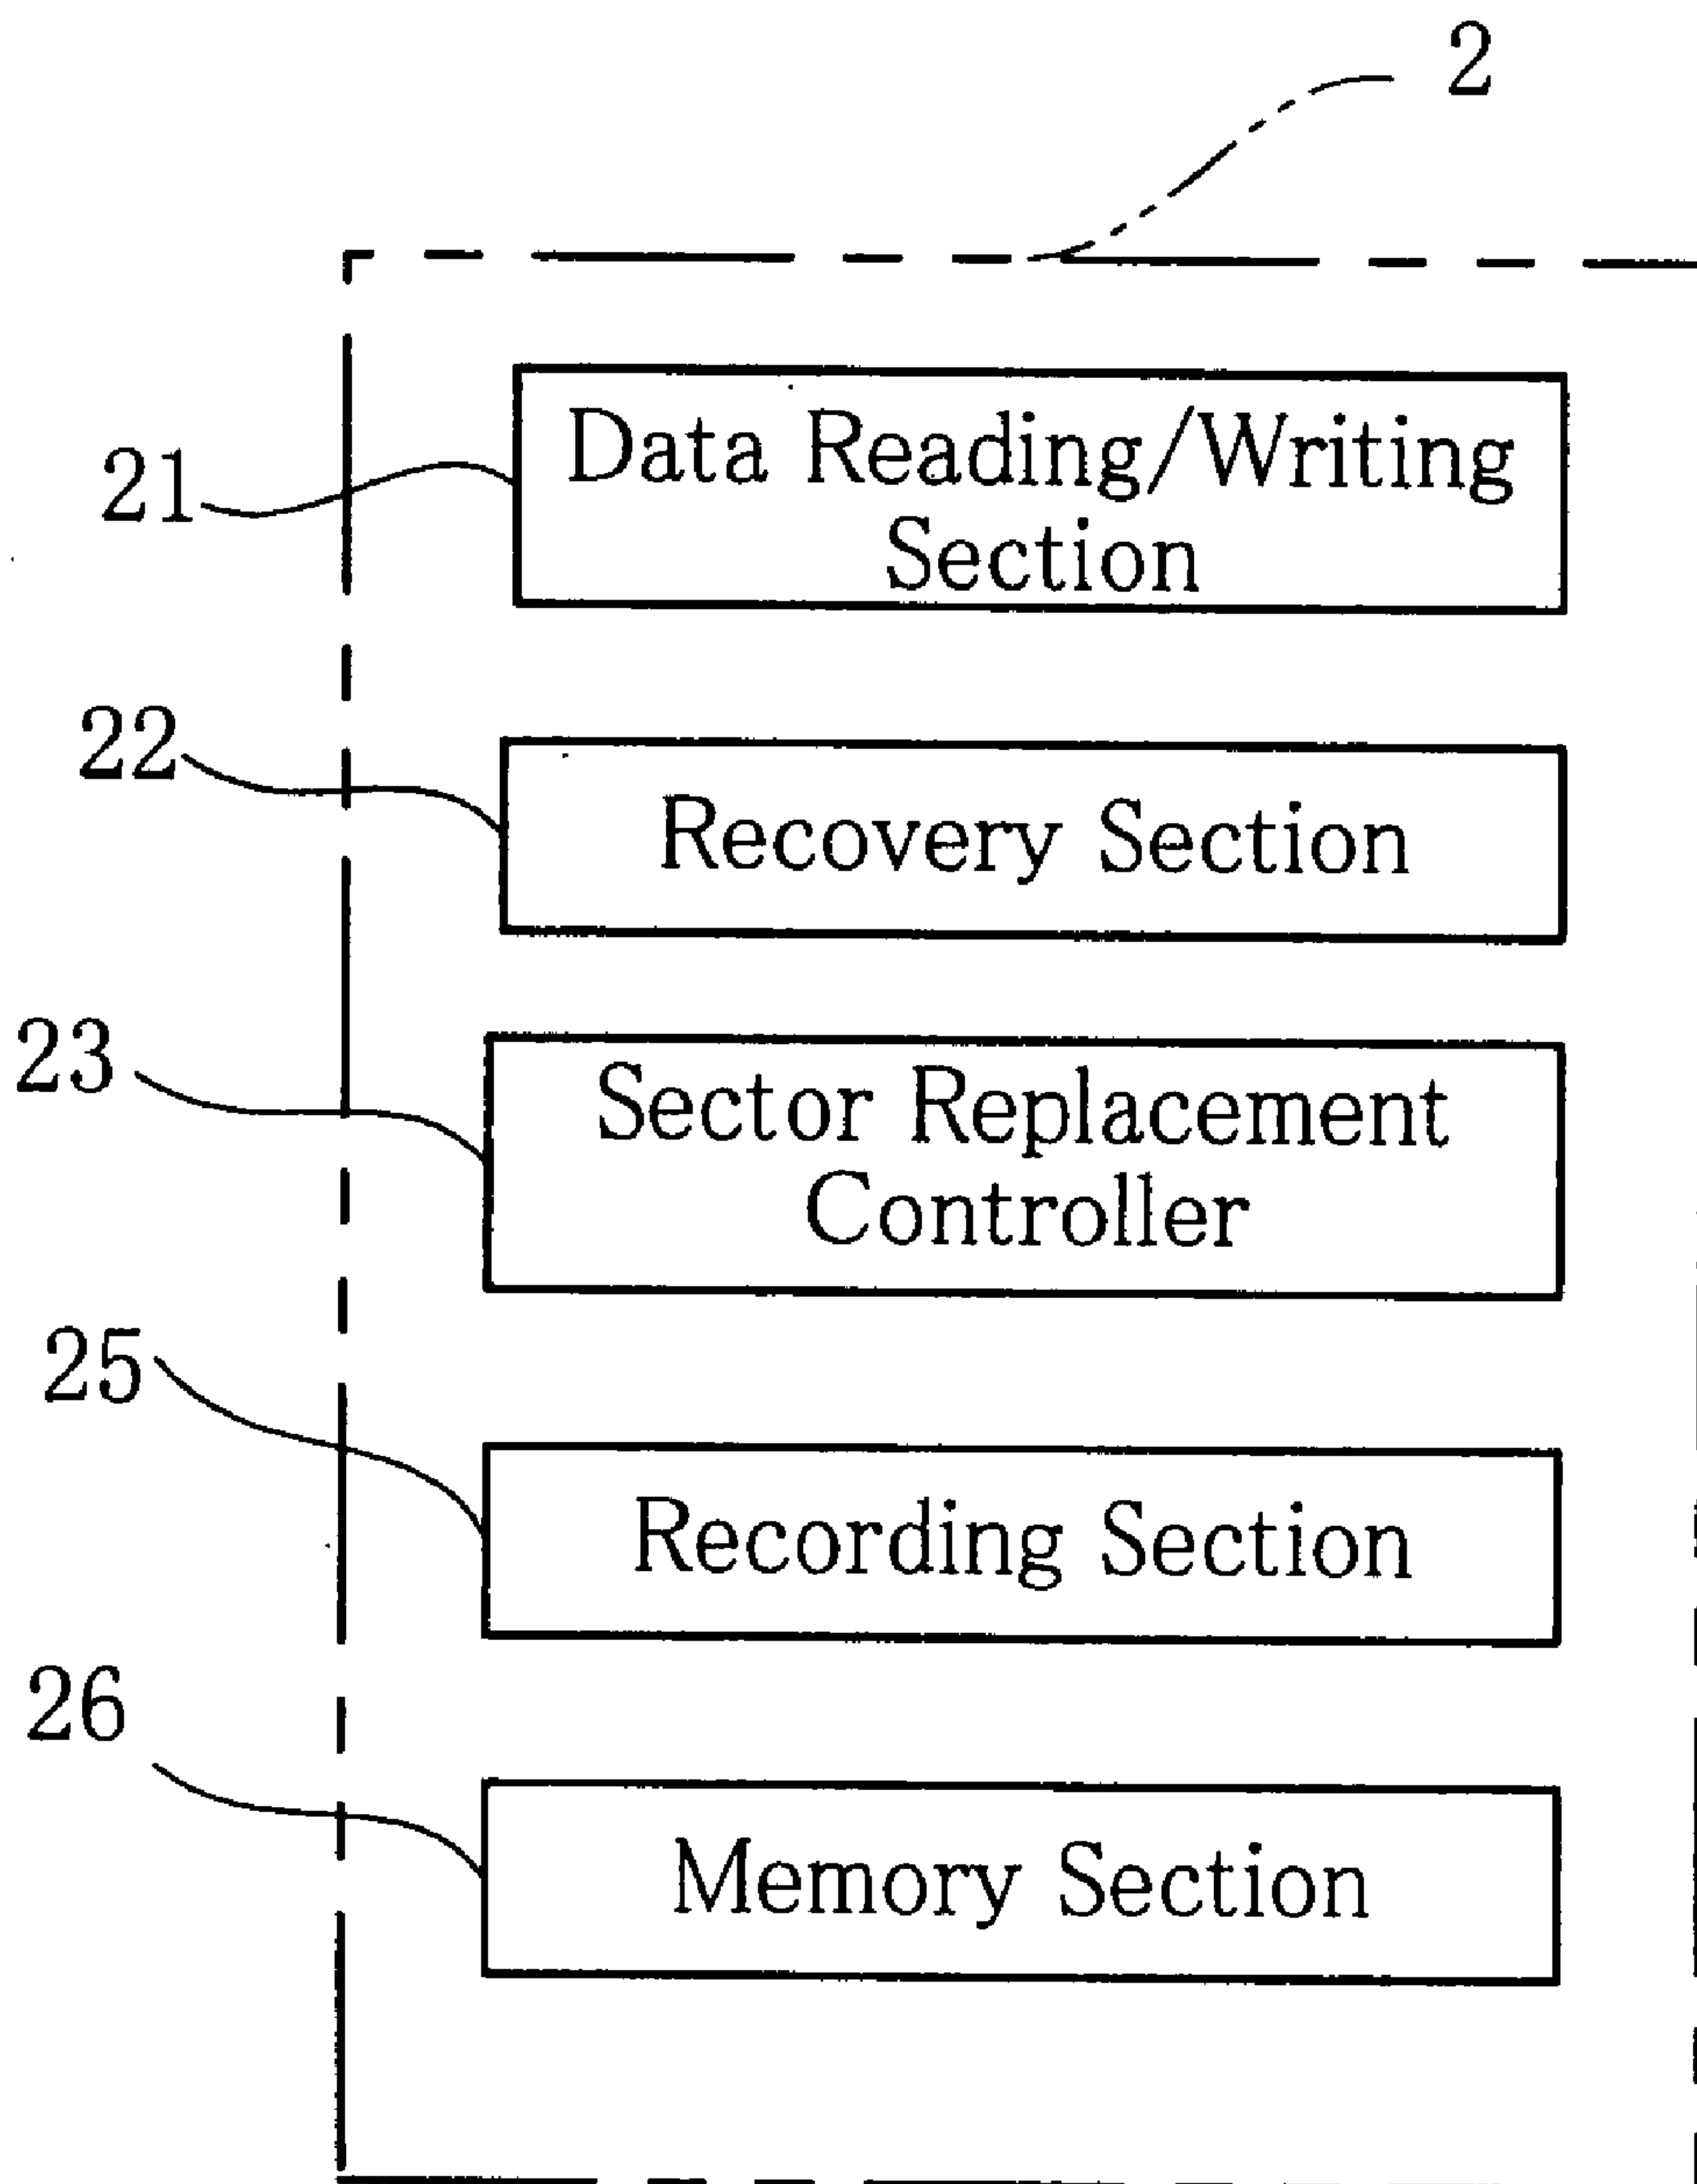 2
21
Data Reading/Writing
Section
22
Recovery Section
23
Sector Replacement
Controller
25
Recording Section
26
Memory Section